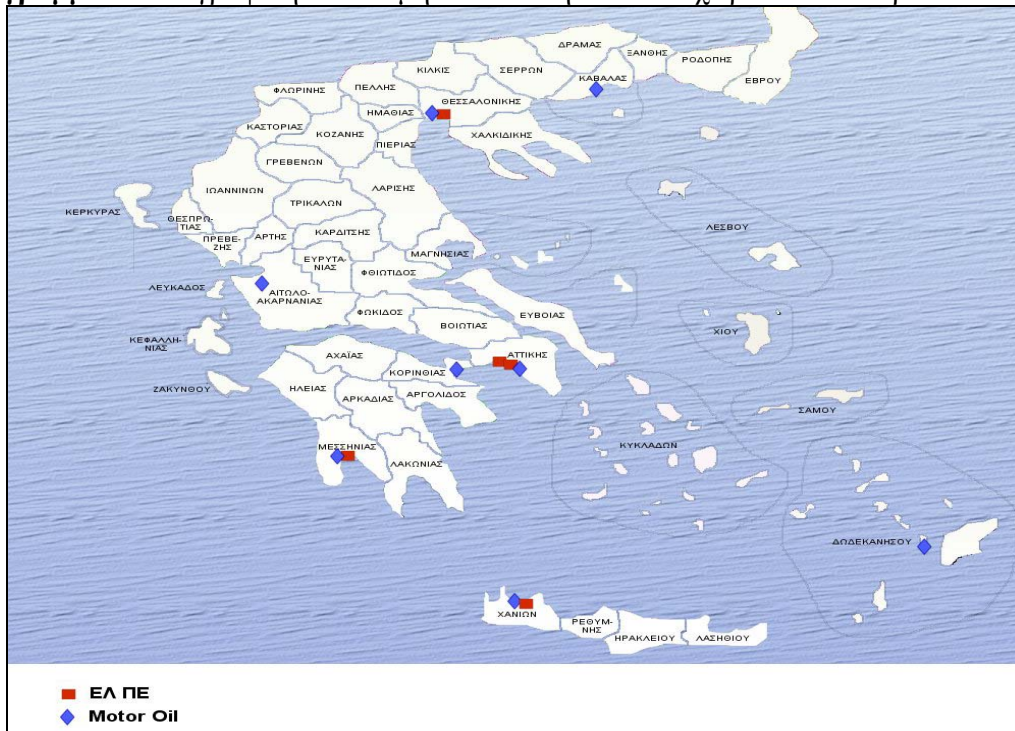 ΔΡΑΜΑΣ
ΞΑΝΘΗΣ
ΡΟΔΟΠΗΣ
ΕΒΡΟΥ
ΚΙΛΚΙΣ
ΣΕΡΡΩΝ
ΚΑΒΑΛΑΣ
ΦΛΩΡΙΝΗΣ
ΠΕΛΛΗΣ
ΘΕΣΣΑΛΟΝΙΚΗΣ
ΗΜΑΘΙΑΣ
ΚΑΣΤΟΡΙΑΣ
ΚΟΖΑΝΗΣ
ΠΙΕΡΙΑΣ
ΧΑΛΚΙΔΙΚΗΣ
ΓΡΕΒΕΝΩΝ
ΙΩΑΝΝΙΝΩΝ
ΛΑΡΙΣΗΣ
ΤΡΙΚΑΛΩΝ
ΚΕΡΚΥΡΑΣ
ΘΕΣΠΡΩ-
ΤΙΑΣ
ΛΕΣΒΟΥ
ΠΡΕΒΕ-
ΖΗΣ
ΑΡΤΗΣ
ΚΑΡΔΙΤΣΗΣ
ΜΑΓΝΗΣΙΑΣ
ΕΥΡΥΤΑ-
ΝΙΑΣ
ΦΘΙΩΤΙΔΟΣ
ΛΕΥΚΑΔΟΣ
ΑΙΤΩΛΟ-
ΑΚΑΡΝΑΝΙΑΣ
ΦΩΚΙΔΟΣ
ΒΟΙΩΤΙΑΣ
ΕΥΒΟΙΑΣ
ΧΙΟΥ
ΚΕΦΑΛΛΗ-
ΝΙΑΣ
ΑΧΑΪΑΣ
ΑΤΤΙΚΗΣ
ΚΟΡΙΝΘΙΑΣ
ΖΑΚΥΝΘΟΥ
ΗΛΕΙΑΣ
ΑΡΚΑΔΙΑΣ
ΑΡΓΟΛΙΔΟΣ
ΣΑΜΟΥ
ΜΕΣΣΗΝΙΑΣ
ΛΑΚΩΝΙΑΣ
ΚΥΚΛΑΔΩΝ
ΔΩΔΕΚΑΝΗΣΟΥ
ΧΑΝΙΩΝ
ΡΕΘΥΜ-
ΝΗΣ
ΗΡΑΚΛΕΙΟΥ
ΛΑΣΗΘΙΟΥ
ΕΛ ΠΕ
Motor Oil